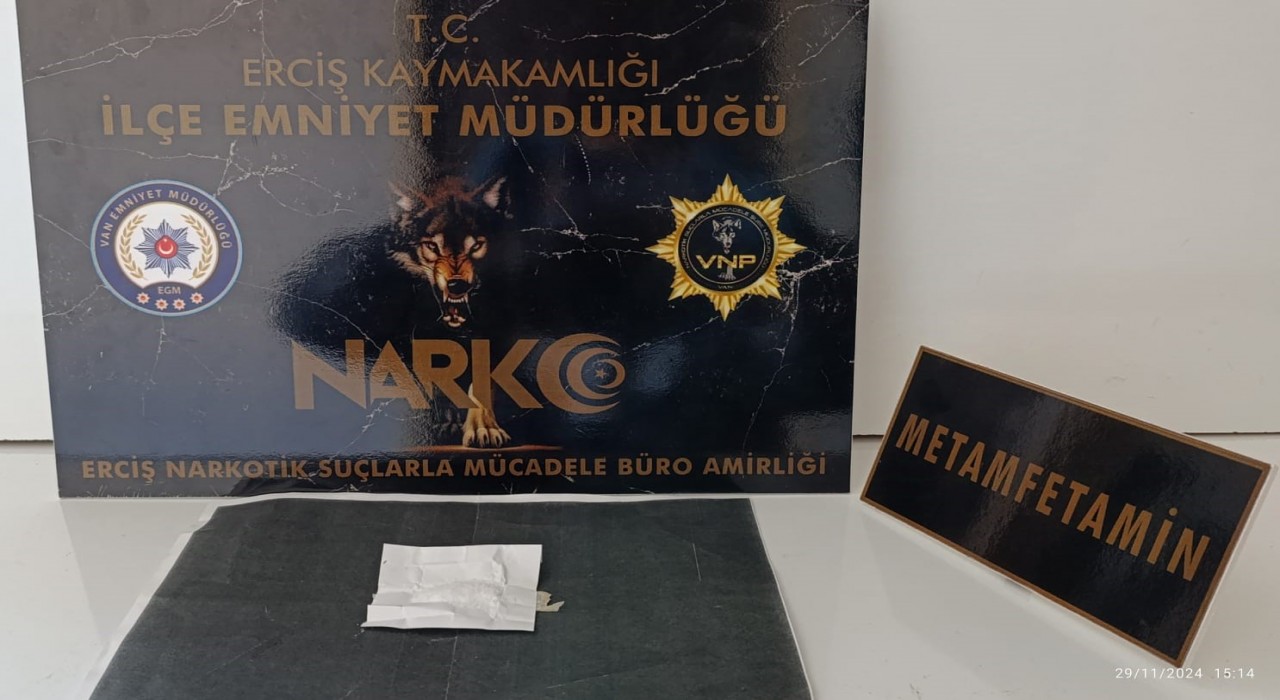 T.C.
ERCİŞ KAYMAKAMLIĞI
İLÇE EMNİYET MÜDÜRLÜĞÜ
VAN EMNİYET MÜDÜRLÜĞÜ
EGM
VNP
VAN
NARKO
ERCİŞ NARKOTİK SUÇLARLA MÜCADELE BÜRO AMİRLİĞİ
METAMFETAMİN
29/11/2024 15:14